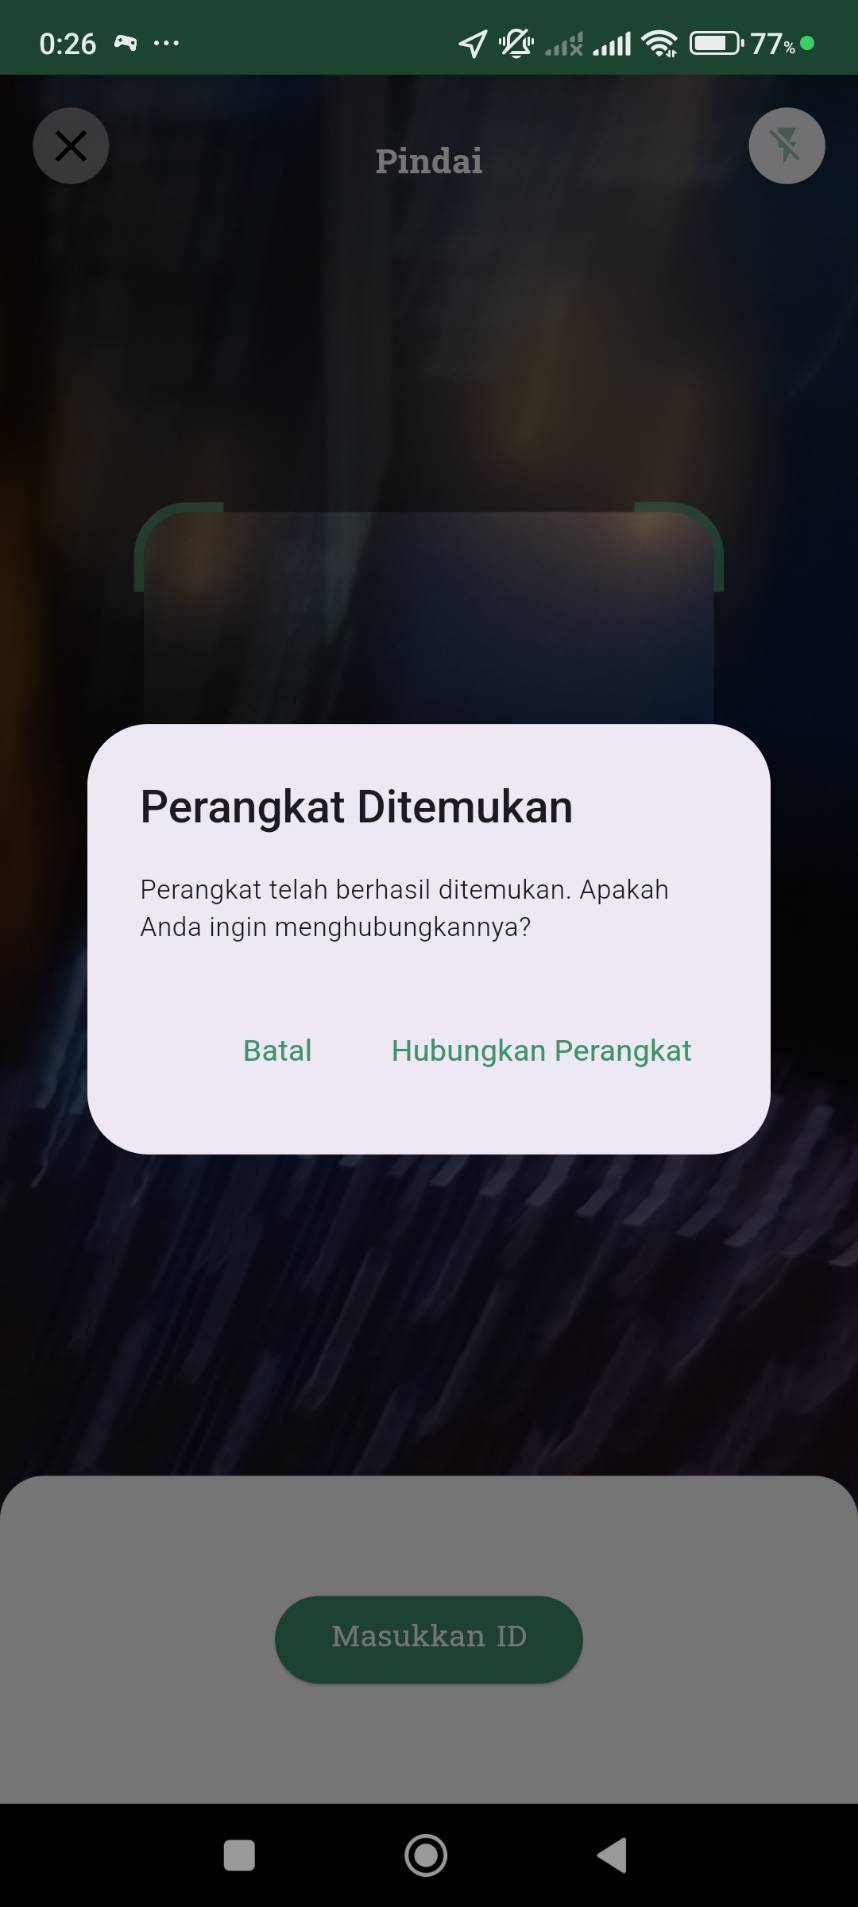 0:26
77%
Pindai
Perangkat Ditemukan
Perangkat telah berhasil ditemukan. Apakah
Anda ingin menghubungkannya?
Batal
Hubungkan Perangkat
Masukkan ID